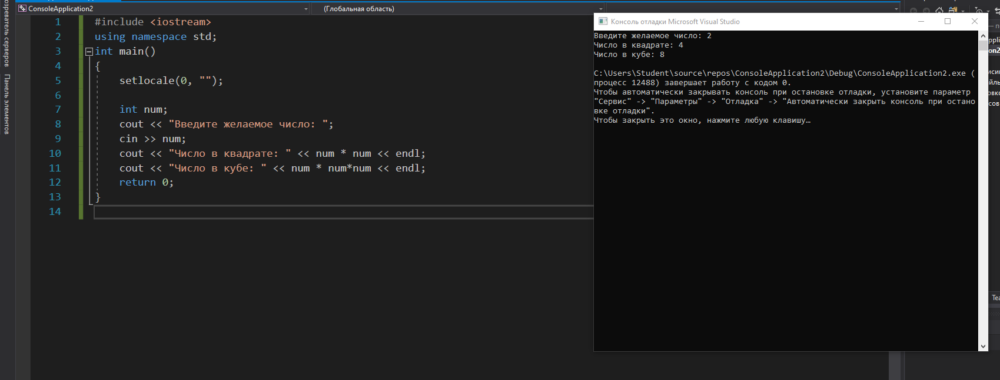 ConsoleApplication2
(Глобальная область)
Панель элементов
1 #include <iostream>
2 using namespace std;
3 int main()
4 {
5 setlocale(0, "");
6
7 int num;
8 cout << "Введите желаемое число: ";
9 cin >> num;
10 cout << "Число в квадрате: " << num * num << endl;
11 cout << "Число в кубе: " << num * num*num << endl;
12 return 0;
13 }
14
Консоль отладки Microsoft Visual Studio
Введите желаемое число: 2
Число в квадрате: 4
Число в кубе: 8
C:\Users\Student\source\repos\ConsoleApplication2\Debug\ConsoleApplication2.exe (
процесс 12488) завершает работу с кодом 0.
Чтобы автоматически закрывать консоль при остановке отладки, установите параметр
"Сервис" -> "Параметры" -> "Отладка" -> "Автоматически закрыть консоль при остано
вке отладки".
Чтобы закрыть это окно, нажмите любую клавишу…